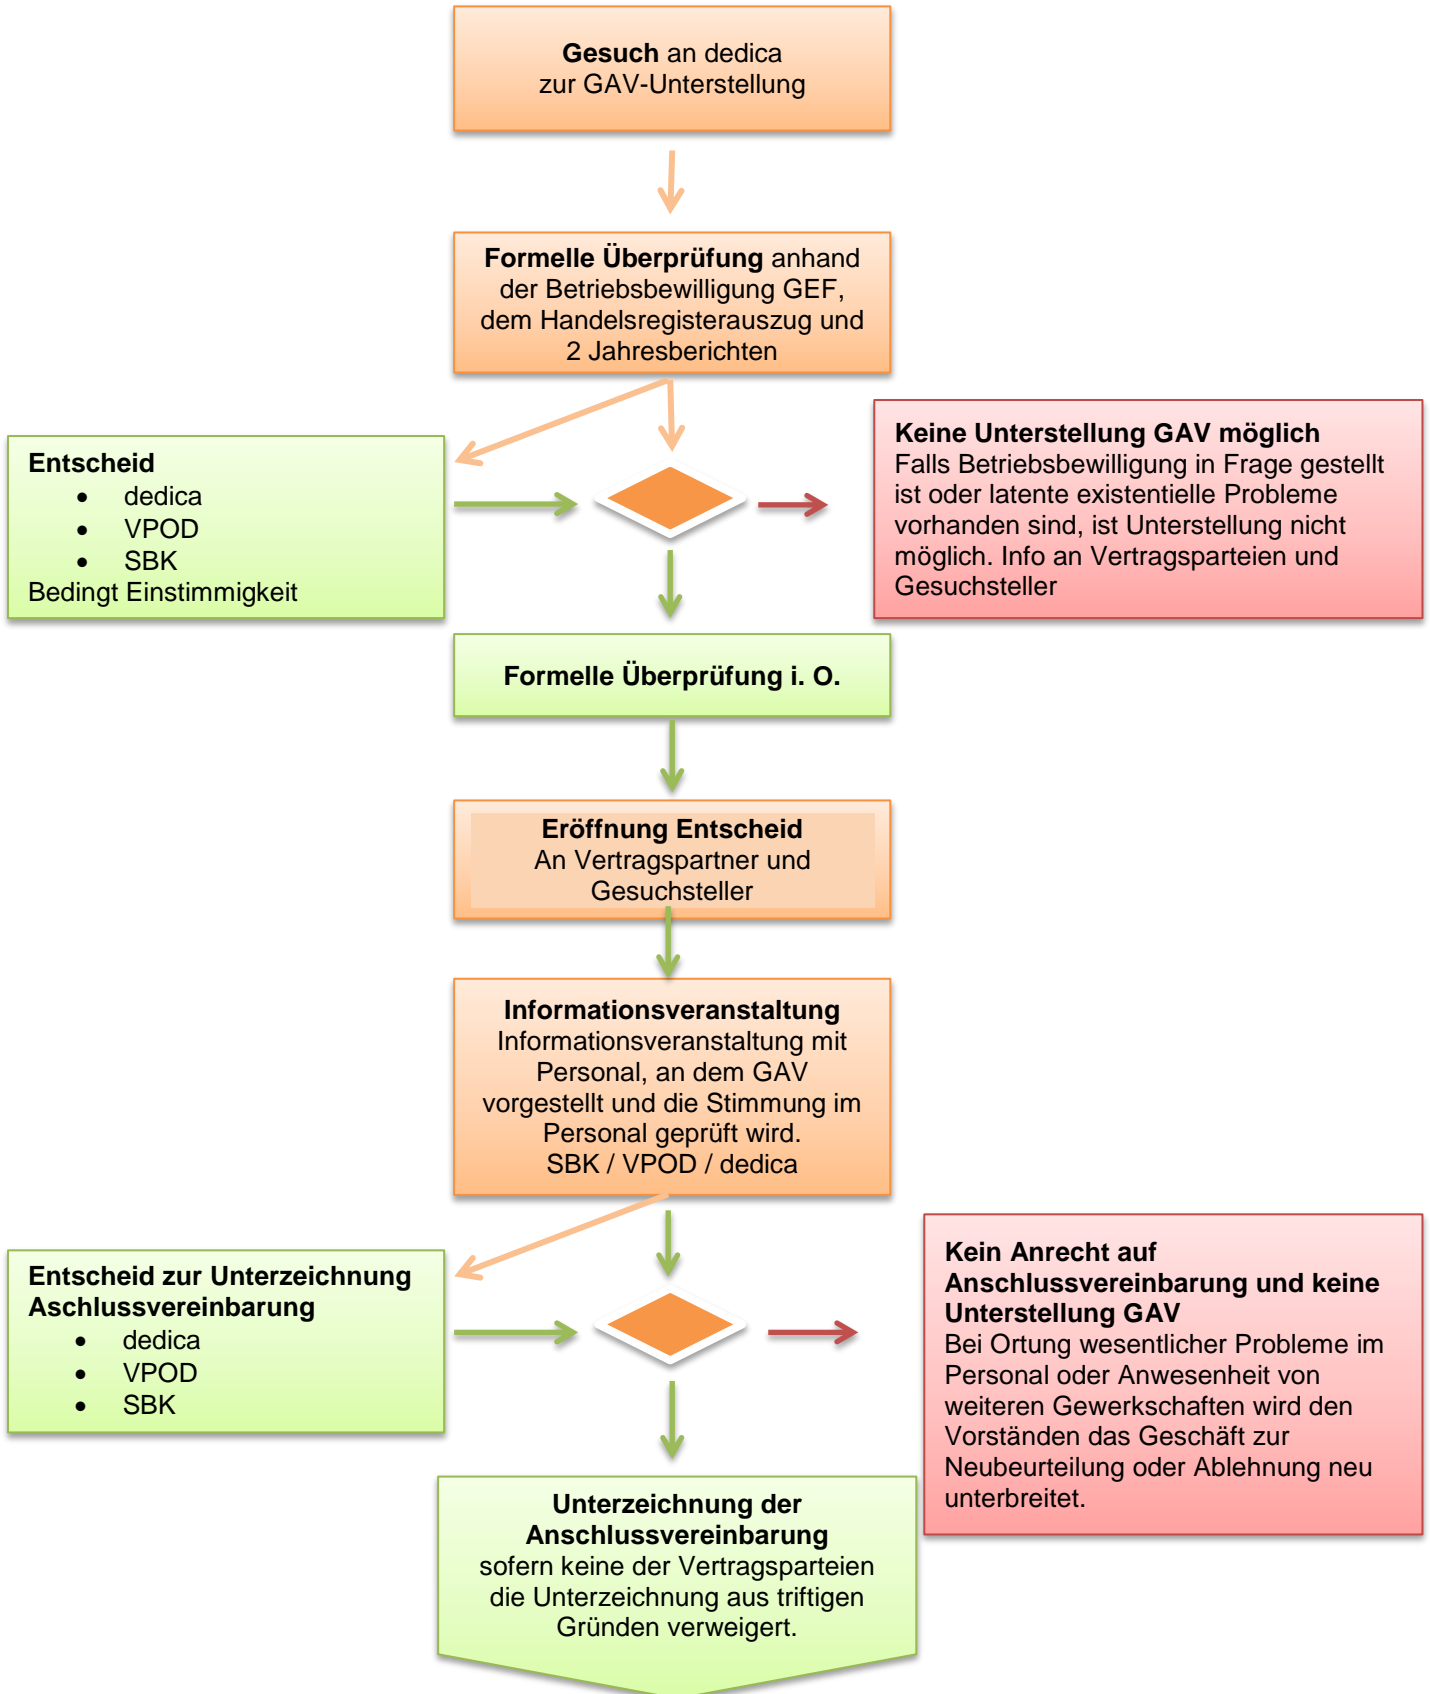 Gesuch an dedica
zur GAV-Unterstellung
Formelle Überprüfung anhand
der Betriebsbewilligung GEF,
dem Handelsregisterauszug und
2 Jahresberichten
Entscheid
• dedica
• VPOD
• SBK
Bedingt Einstimmigkeit
Keine Unterstellung GAV möglich
Falls Betriebsbewilligung in Frage gestellt
ist oder latente existentielle Probleme
vorhanden sind, ist Unterstellung nicht
möglich. Info an Vertragsparteien und
Gesuchsteller
Formelle Überprüfung i. O.
Eröffnung Entscheid
An Vertragspartner und
Gesuchsteller
Informationsveranstaltung
Informationsveranstaltung mit
Personal, an dem GAV
vorgestellt und die Stimmung im
Personal geprüft wird.
SBK / VPOD / dedica
Entscheid zur Unterzeichnung
Aschlussvereinbarung
• dedica
• VPOD
• SBK
Kein Anrecht auf
Anschlussvereinbarung und keine
Unterstellung GAV
Bei Ortung wesentlicher Probleme im
Personal oder Anwesenheit von
weiteren Gewerkschaften wird den
Vorständen das Geschäft zur
Neubeurteilung oder Ablehnung neu
unterbreitet.
Unterzeichnung der
Anschlussvereinbarung
sofern keine der Vertragsparteien
die Unterzeichnung aus triftigen
Gründen verweigert.